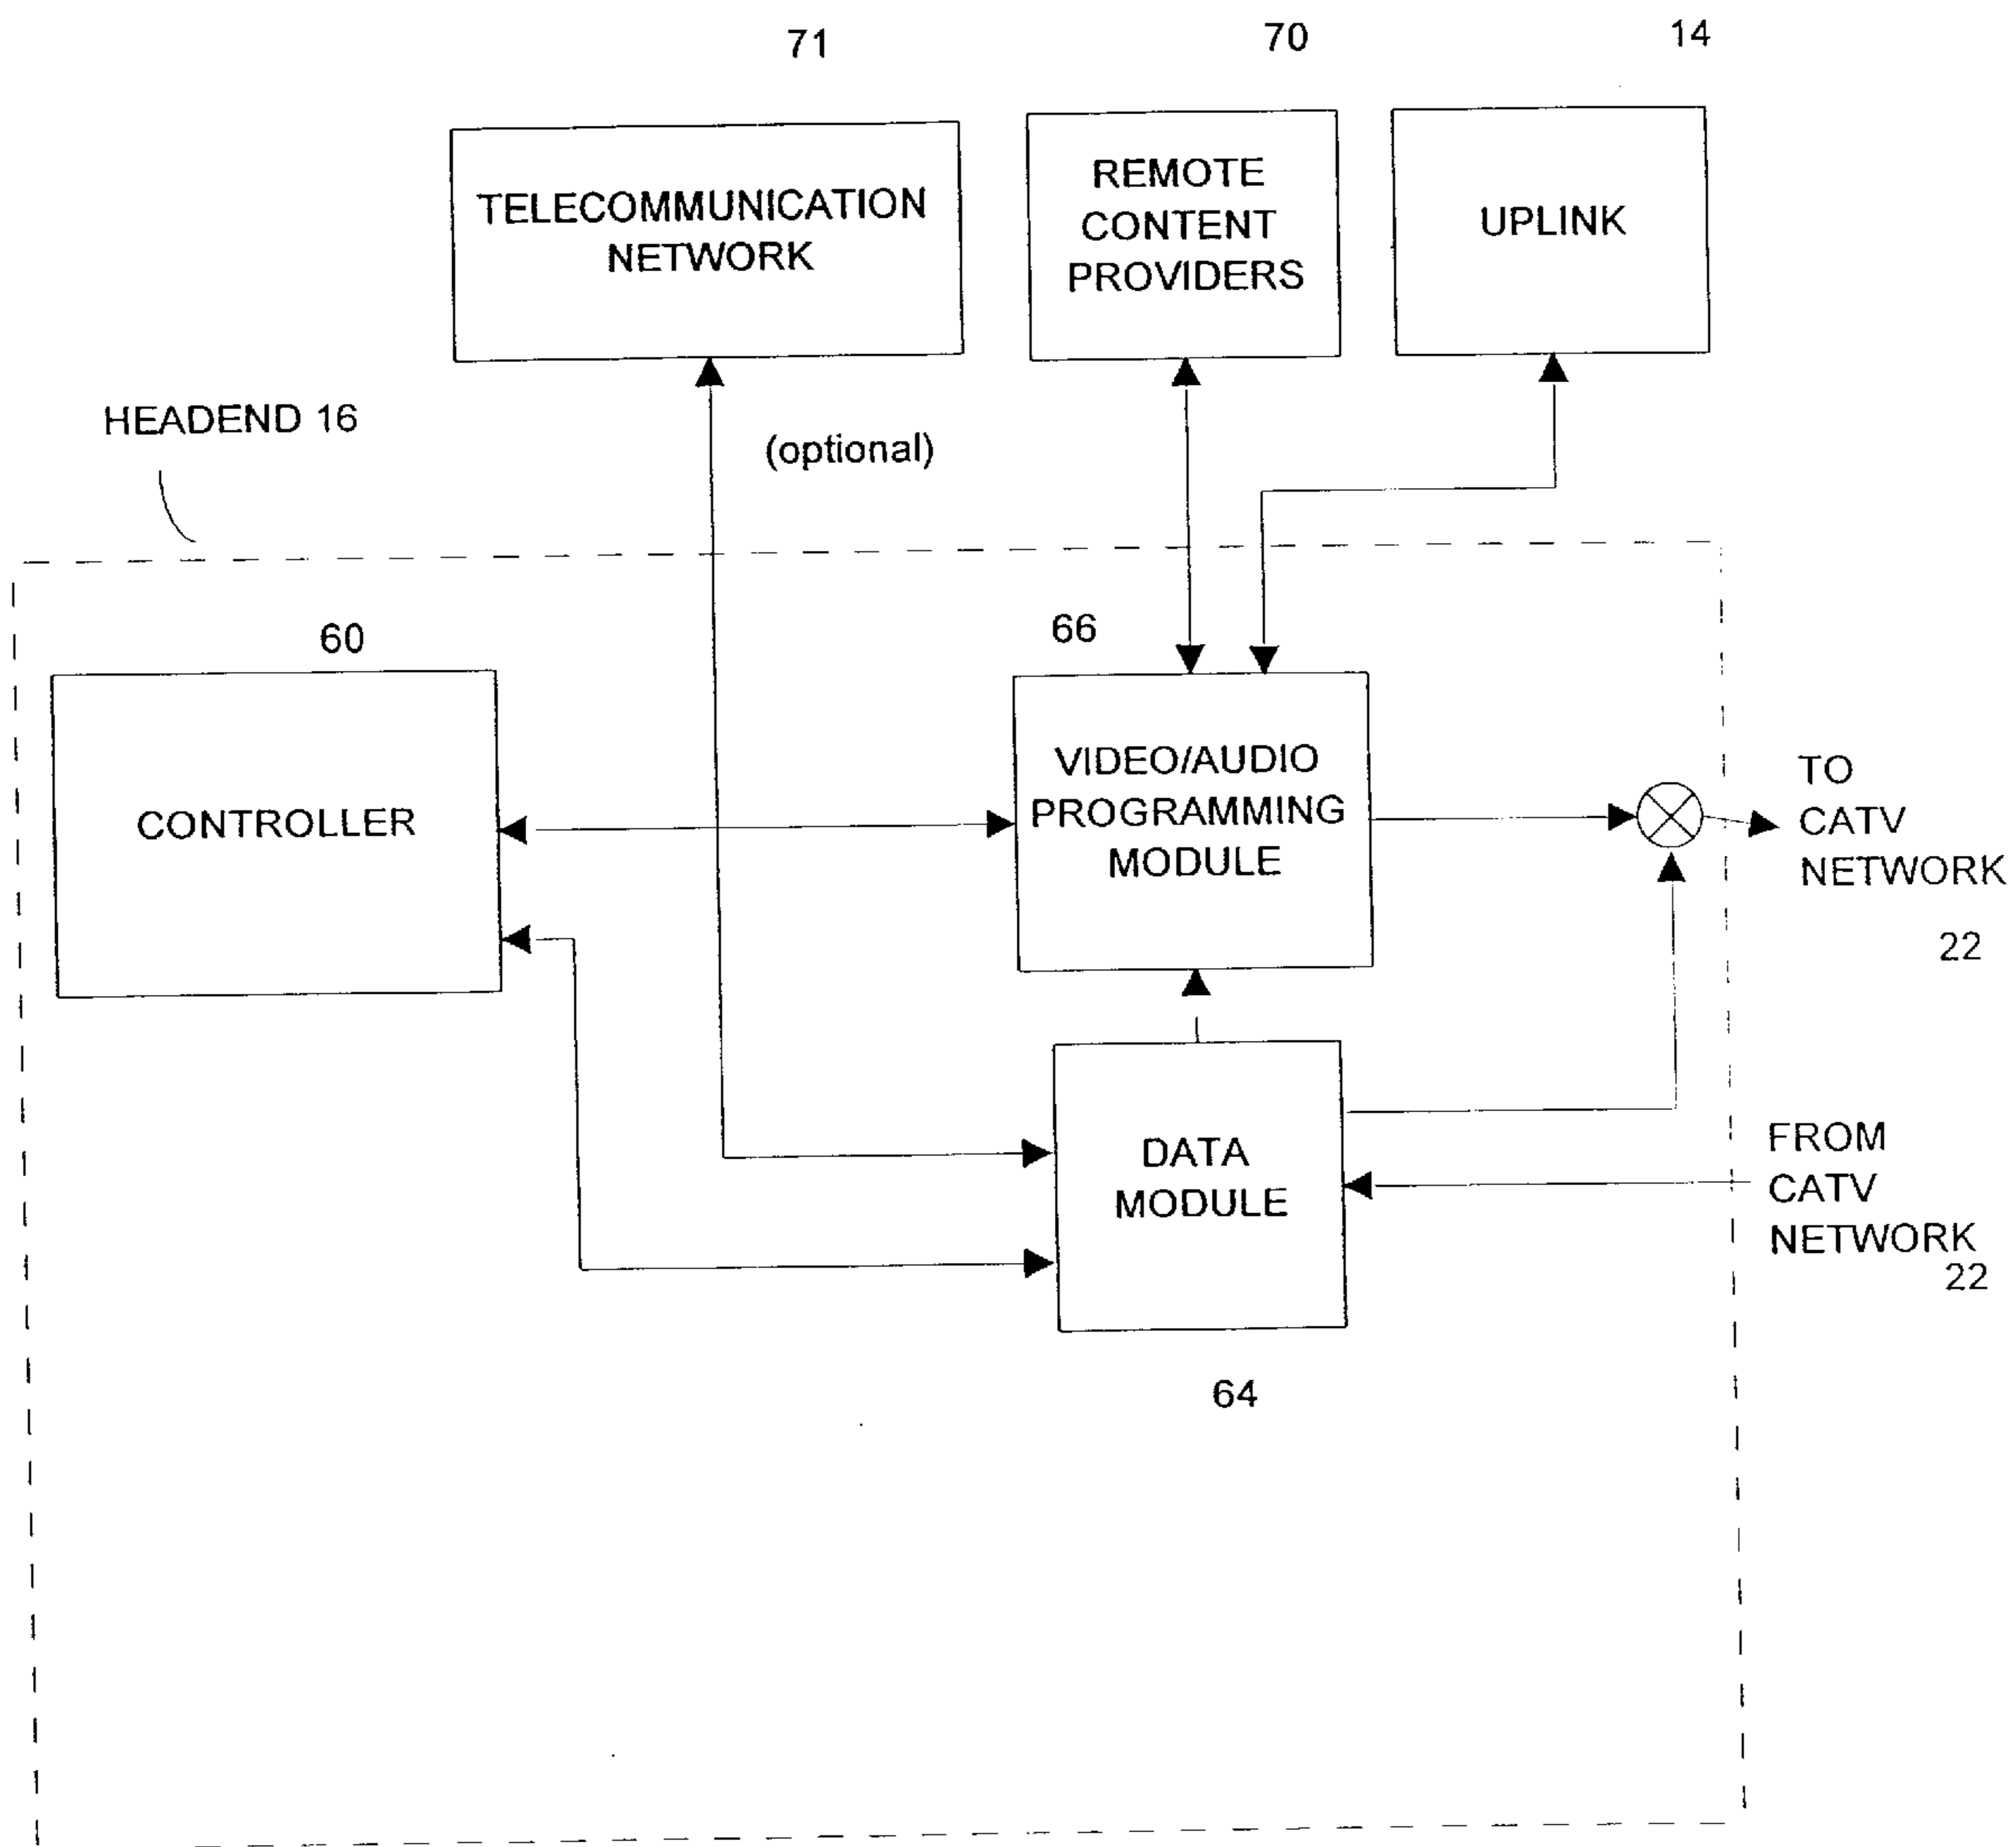 71
70
14
TELECOMMUNICATION
NETWORK
REMOTE
CONTENT
PROVIDERS
UPLINK
HEADEND 16
(optional)
60
66
CONTROLLER
VIDEO/AUDIO
PROGRAMMING
MODULE
TO
CATV
NETWORK
22
DATA
MODULE
FROM
CATV
NETWORK
22
64